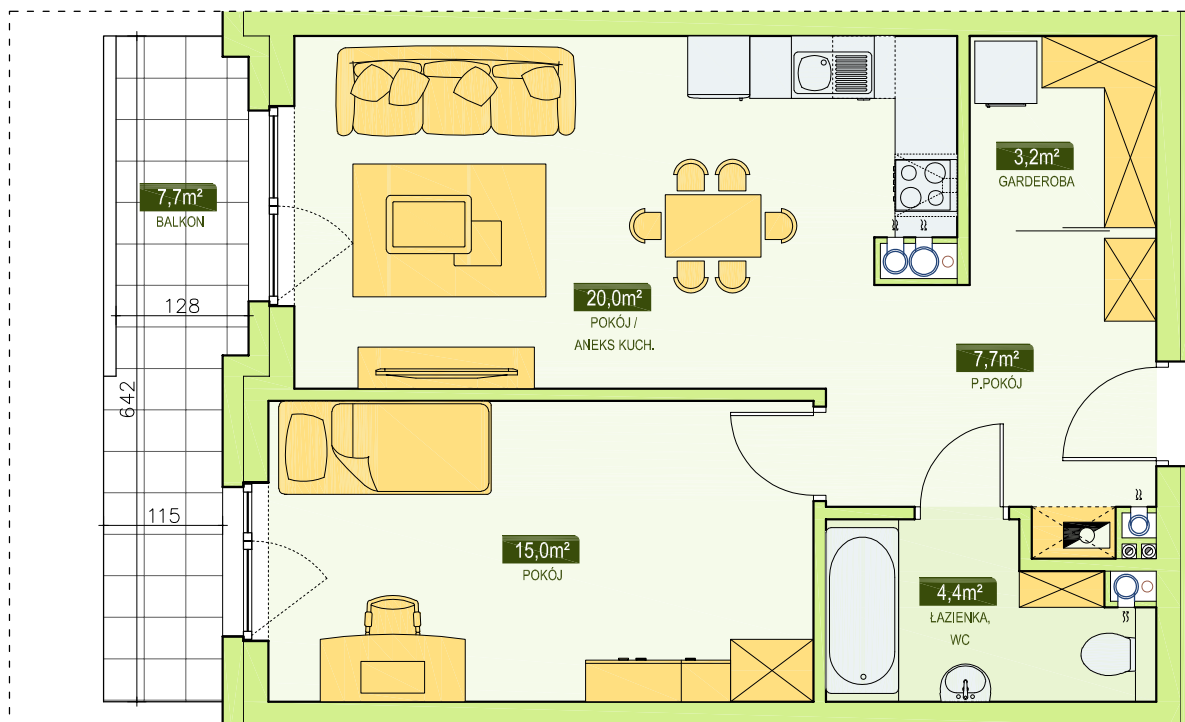 3,2m²
GARDEROBA
7,7m²
BALKON
128
20,0m²
POKÓJ /
ANEKS KUCH.
7,7m²
P.POKÓJ
642
115
15,0m²
POKÓJ
4,4m²
ŁAZIENKA,
WC